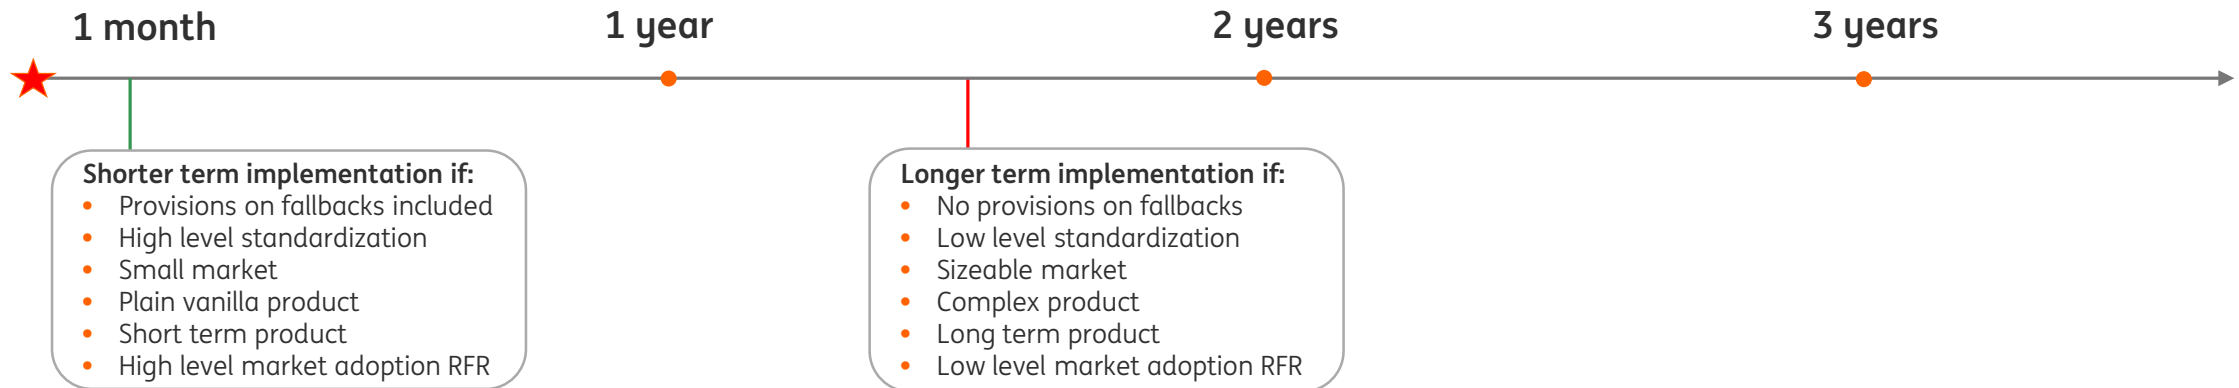 1 month
1 year
2 years
3 years
Shorter term implementation if:
• Provisions on fallbacks included
• High level standardization
• Small market
• Plain vanilla product
• Short term product
• High level market adoption RFR
Longer term implementation if:
• No provisions on fallbacks
• Low level standardization
• Sizeable market
• Complex product
• Long term product
• Low level market adoption RFR